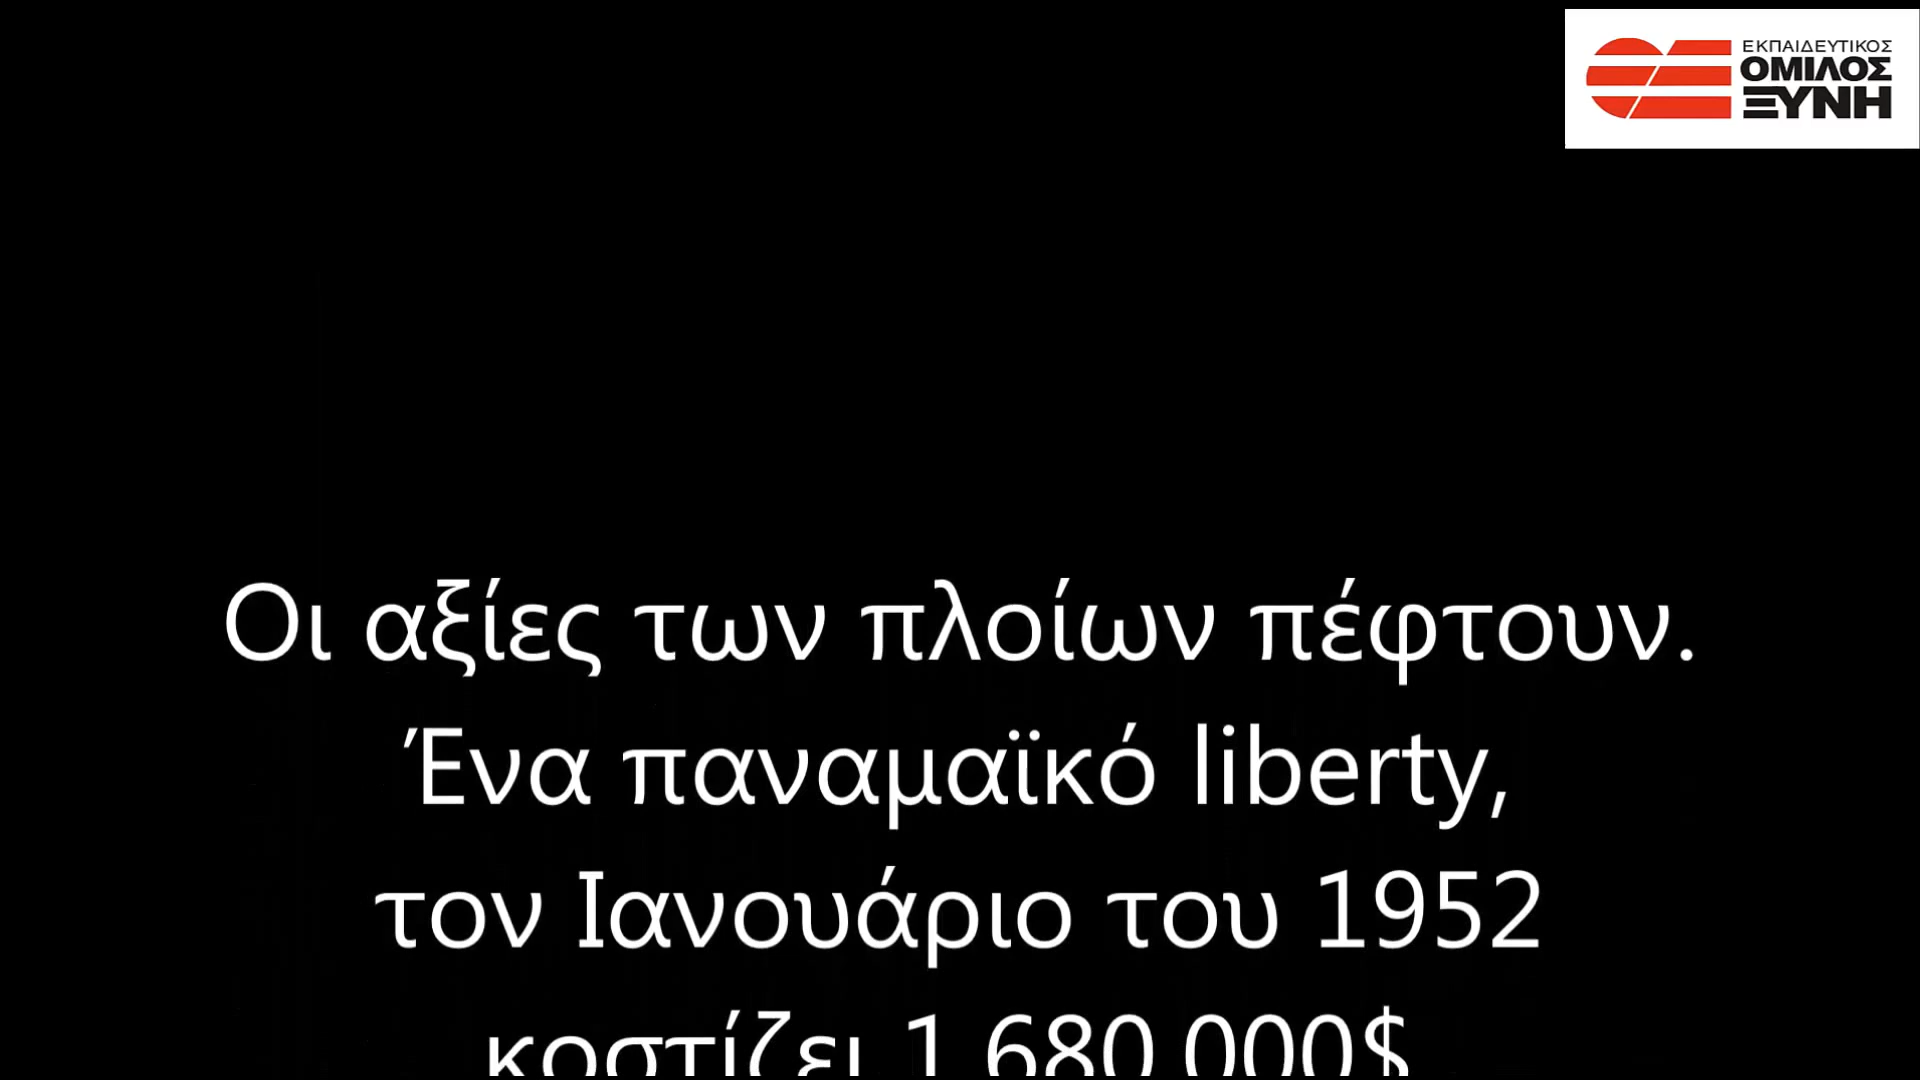 ΕΚΠΑΙΔΕΥΤΙΚΟΣ
ΟΜΙΛΟΣ
ΞΥΝΗ
Οι αξίες των πλοίων πέφτουν.
Ένα παναμαϊκό liberty,
τον Ιανουάριο του 1952
κοστίζει 1.680.000$